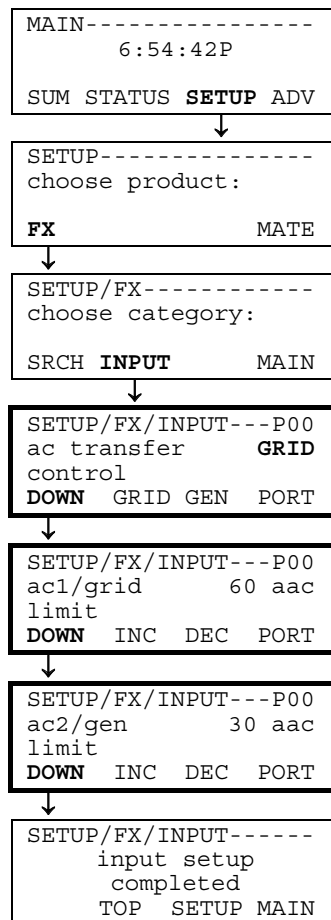 MAIN----------------
6:54:42P
SUM STATUS SETUP ADV
SETUP---------------
choose product:
FX MATE
SETUP/FX------------
choose category:
SRCH INPUT MAIN
SETUP/FX/INPUT---P00
ac transfer GRID
control
DOWN GRID GEN PORT
SETUP/FX/INPUT---P00
ac1/grid 60 aac
limit
DOWN INC DEC PORT
SETUP/FX/INPUT---P00
ac2/gen 30 aac
limit
DOWN INC DEC PORT
SETUP/FX/INPUT------
input setup
completed
TOP SETUP MAIN